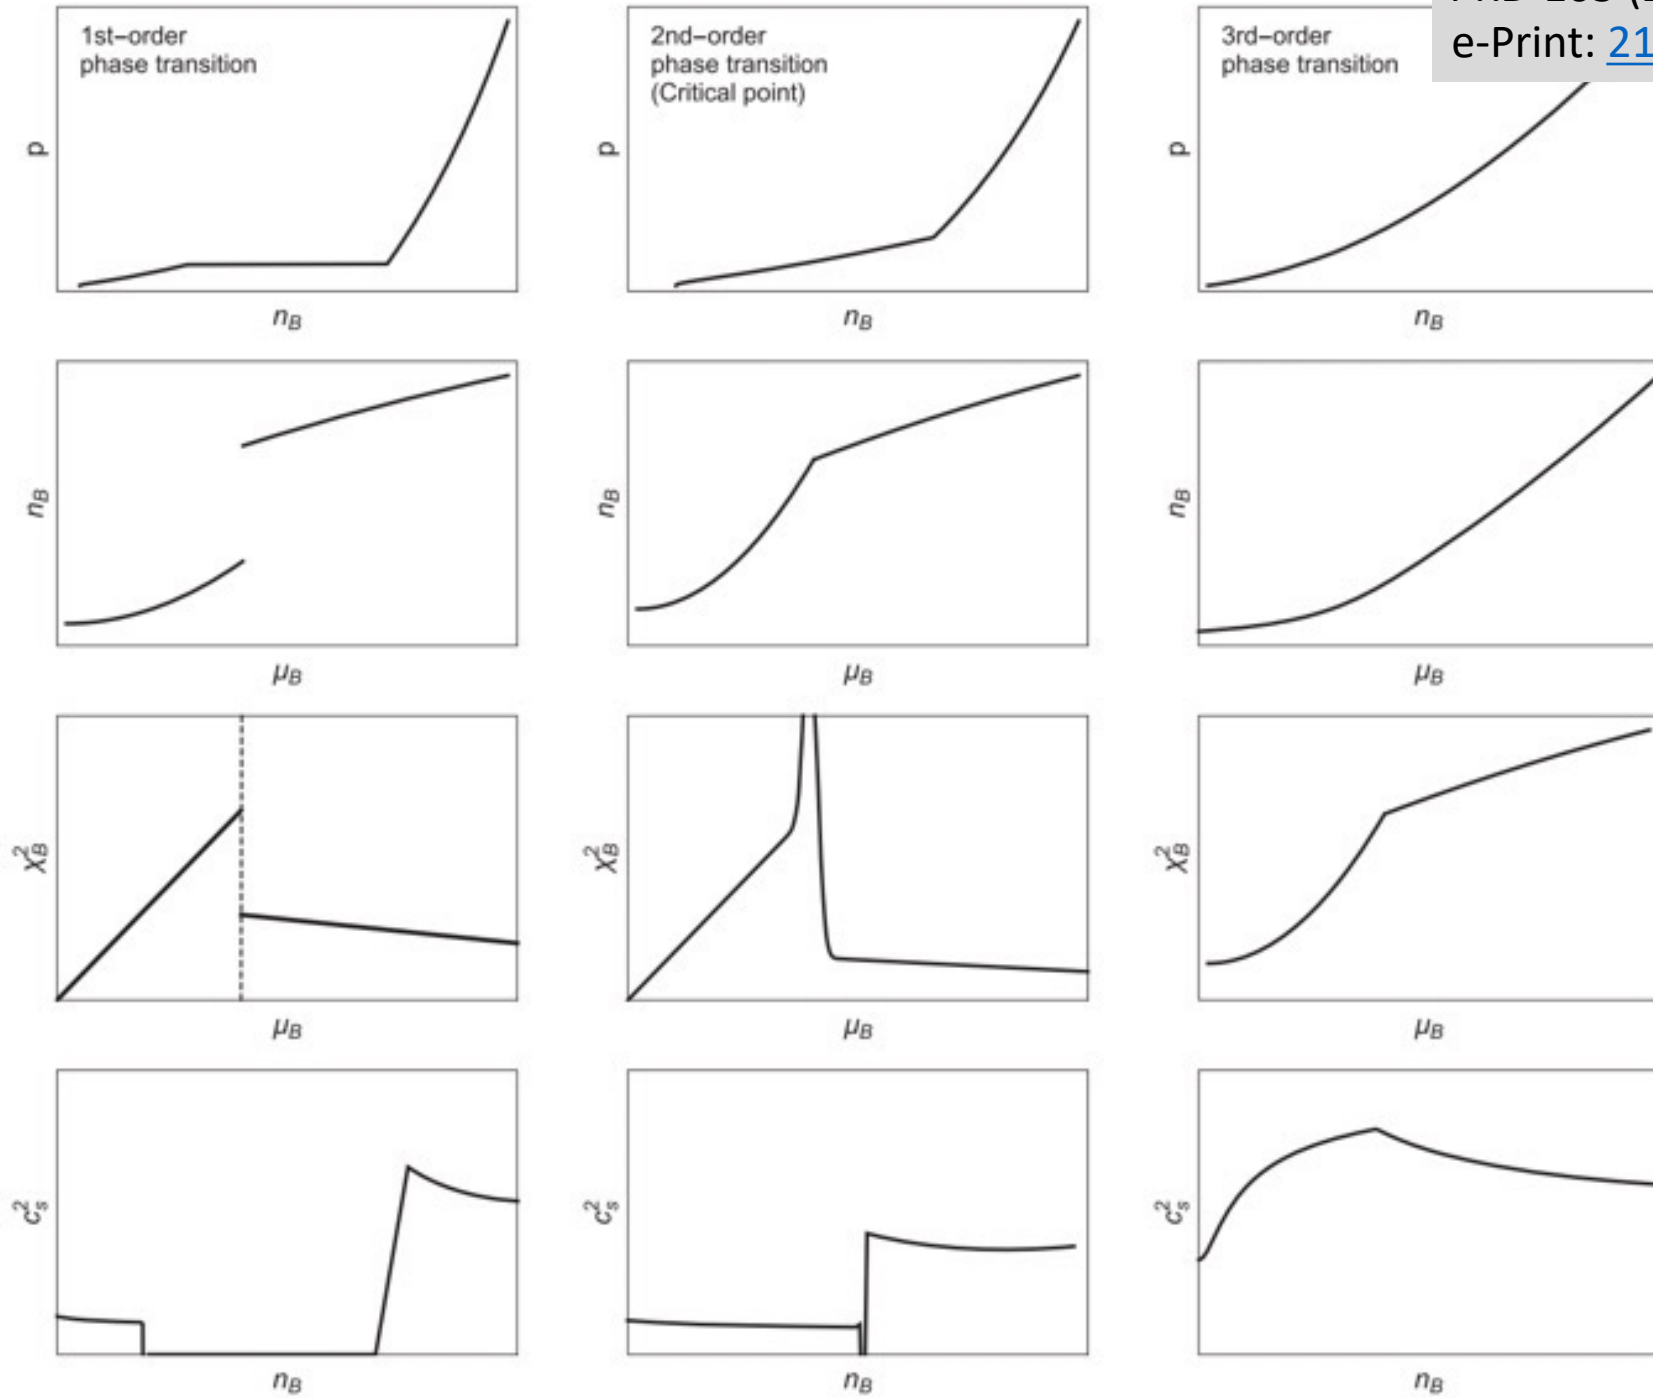 1st–order
phase transition
p
n_B
2nd–order
phase transition
(Critical point)
p
n_B
3rd–order
phase transition
e-Print: 21
p
n_B
n_B
μ_B
n_B
μ_B
n_B
μ_B
χ²_B
μ_B
χ²_B
μ_B
χ²_B
μ_B
c²_s
n_B
c²_s
n_B
c²_s
n_B